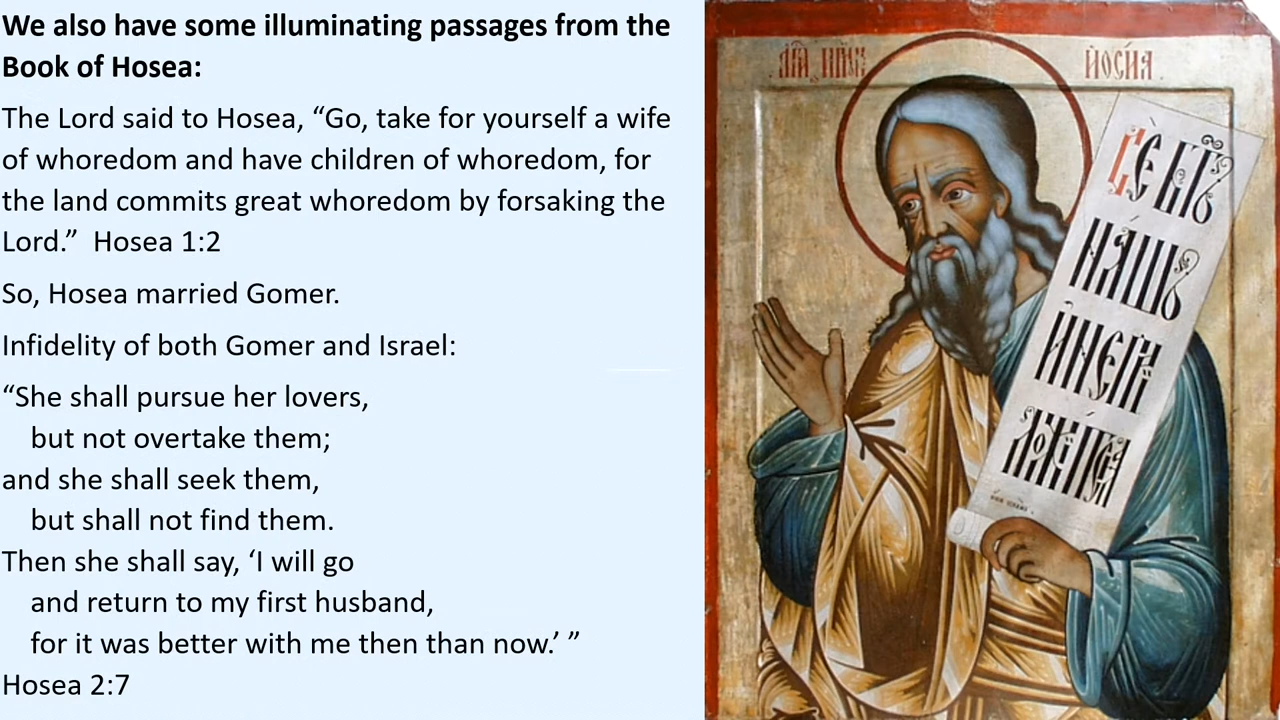 We also have some illuminating passages from the
Book of Hosea:
The Lord said to Hosea, “Go, take for yourself a wife
of whoredom and have children of whoredom, for
the land commits great whoredom by forsaking the
Lord.”  Hosea 1:2
So, Hosea married Gomer.
Infidelity of both Gomer and Israel:
“She shall pursue her lovers,
but not overtake them;
and she shall seek them,
but shall not find them.
Then she shall say, ‘I will go
and return to my first husband,
for it was better with me then than now.’ ”
Hosea 2:7